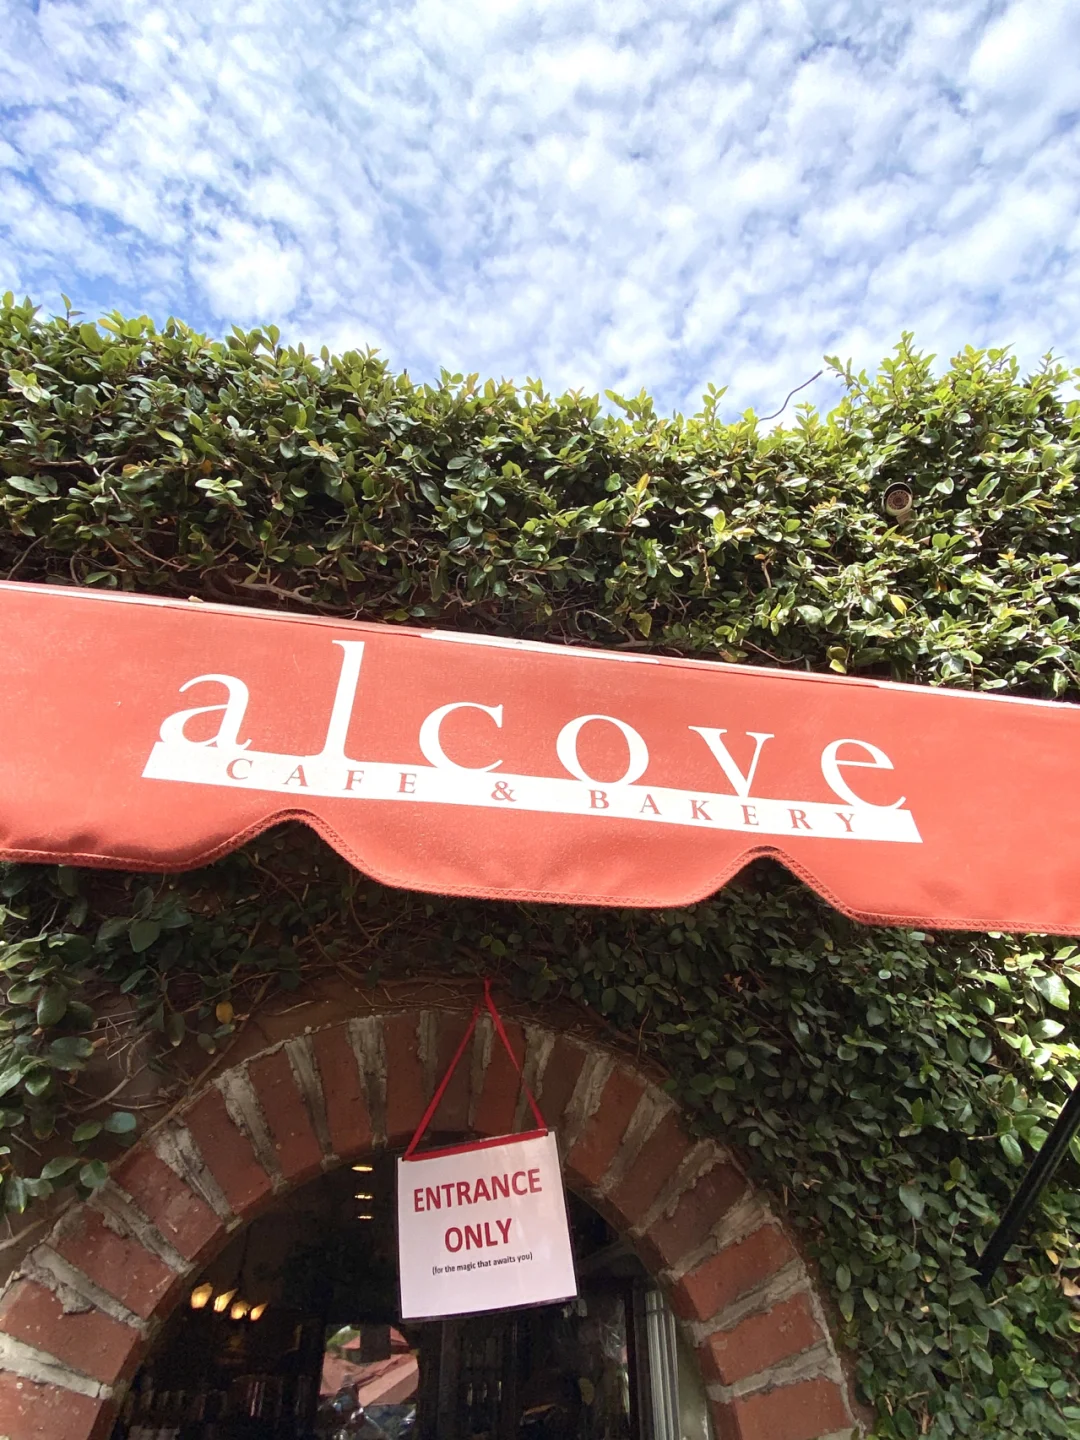 alcove
CAFE & BAKERY
ENTRANCE
ONLY
(for the magic that awaits you)